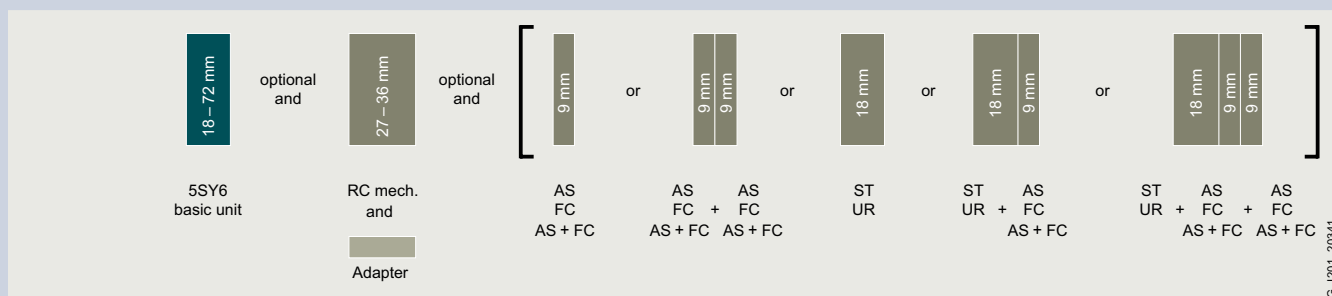 18 – 72 mm
optional
and
27 – 36 mm
optional
and
9 mm
or
9 mm
9 mm
or
18 mm
or
18 mm
9 mm
or
18 mm
9 mm
9 mm
5SY6
basic unit
RC mech.
and
Adapter
AS
FC
AS + FC
AS AS
FC + FC
AS + FC AS + FC
ST
UR
ST AS
UR + FC
AS + FC
ST AS AS
UR + FC + FC
AS + FC AS + FC